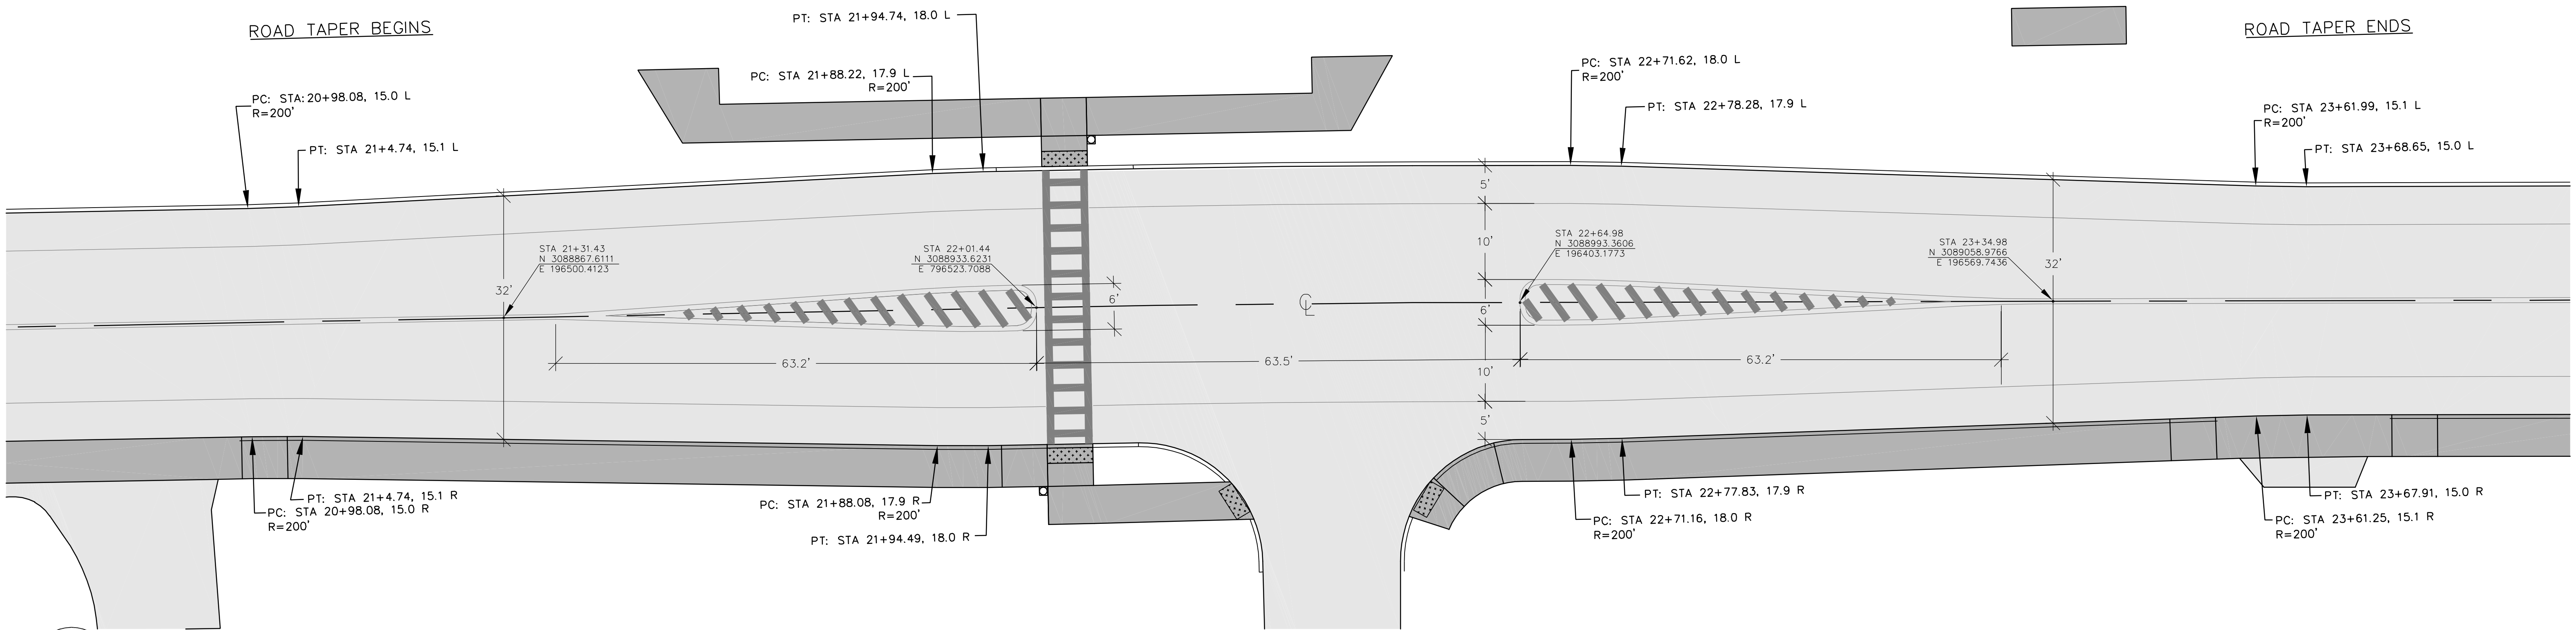 ROAD TAPER BEGINS
PT: STA 21+94.74, 18.0 L
ROAD TAPER ENDS
PC: STA:20+98.08, 15.0 L
R=200'
PT: STA 21+4.74, 15.1 L
PC: STA 21+88.22, 17.9 L
R=200'
PC: STA 22+71.62, 18.0 L
R=200'
PT: STA 22+78.28, 17.9 L
PC: STA 23+61.99, 15.1 L
R=200'
PT: STA 23+68.65, 15.0 L
5'
STA 21+31.43
N 3088867.6111
E 196500.4123
STA 22+01.44
N 3088933.6231
E 796523.7088
10'
STA 22+64.98
N 3088993.3606
E 196403.1773
STA 23+34.98
N 3089058.9766
E 196569.7436
32'
32'
6'
CL
6'
63.2'
63.5'
63.2'
10'
5'
PT: STA 21+4.74, 15.1 R
PC: STA 20+98.08, 15.0 R
R=200'
PC: STA 21+88.08, 17.9 R
R=200'
PT: STA 21+94.49, 18.0 R
PT: STA 22+77.83, 17.9 R
PC: STA 22+71.16, 18.0 R
R=200'
PT: STA 23+67.91, 15.0 R
PC: STA 23+61.25, 15.1 R
R=200'